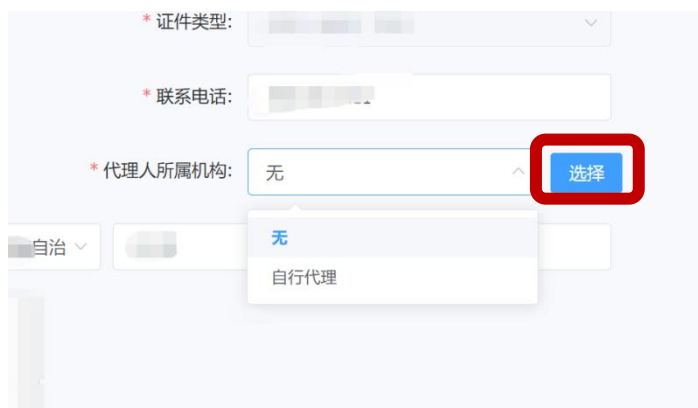 * 证件类型:
* 联系电话:
* 代理人所属机构: 无 选择
无
自治
自行代理